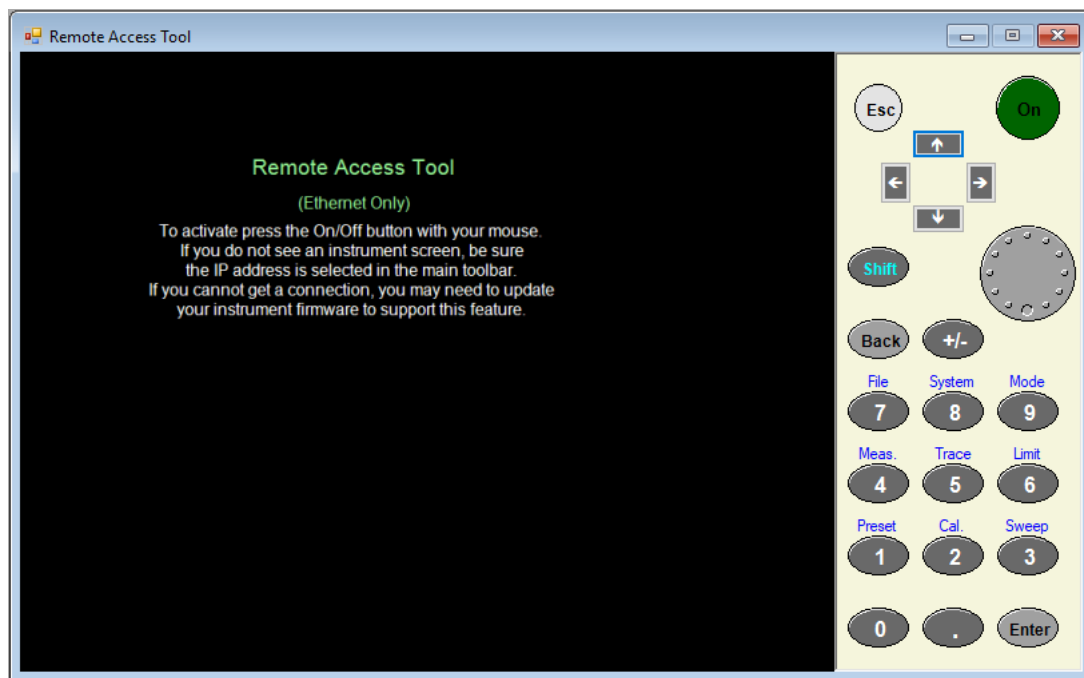 Remote Access Tool
Remote Access Tool
(Ethernet Only)
To activate press the On/Off button with your mouse.
If you do not see an instrument screen, be sure
the IP address is selected in the main toolbar.
If you cannot get a connection, you may need to update
your instrument firmware to support this feature.
Esc
On
Shift
Back
+/-
File System Mode
7 8 9
Meas. Trace Limit
4 5 6
Preset Cal. Sweep
1 2 3
0 . Enter